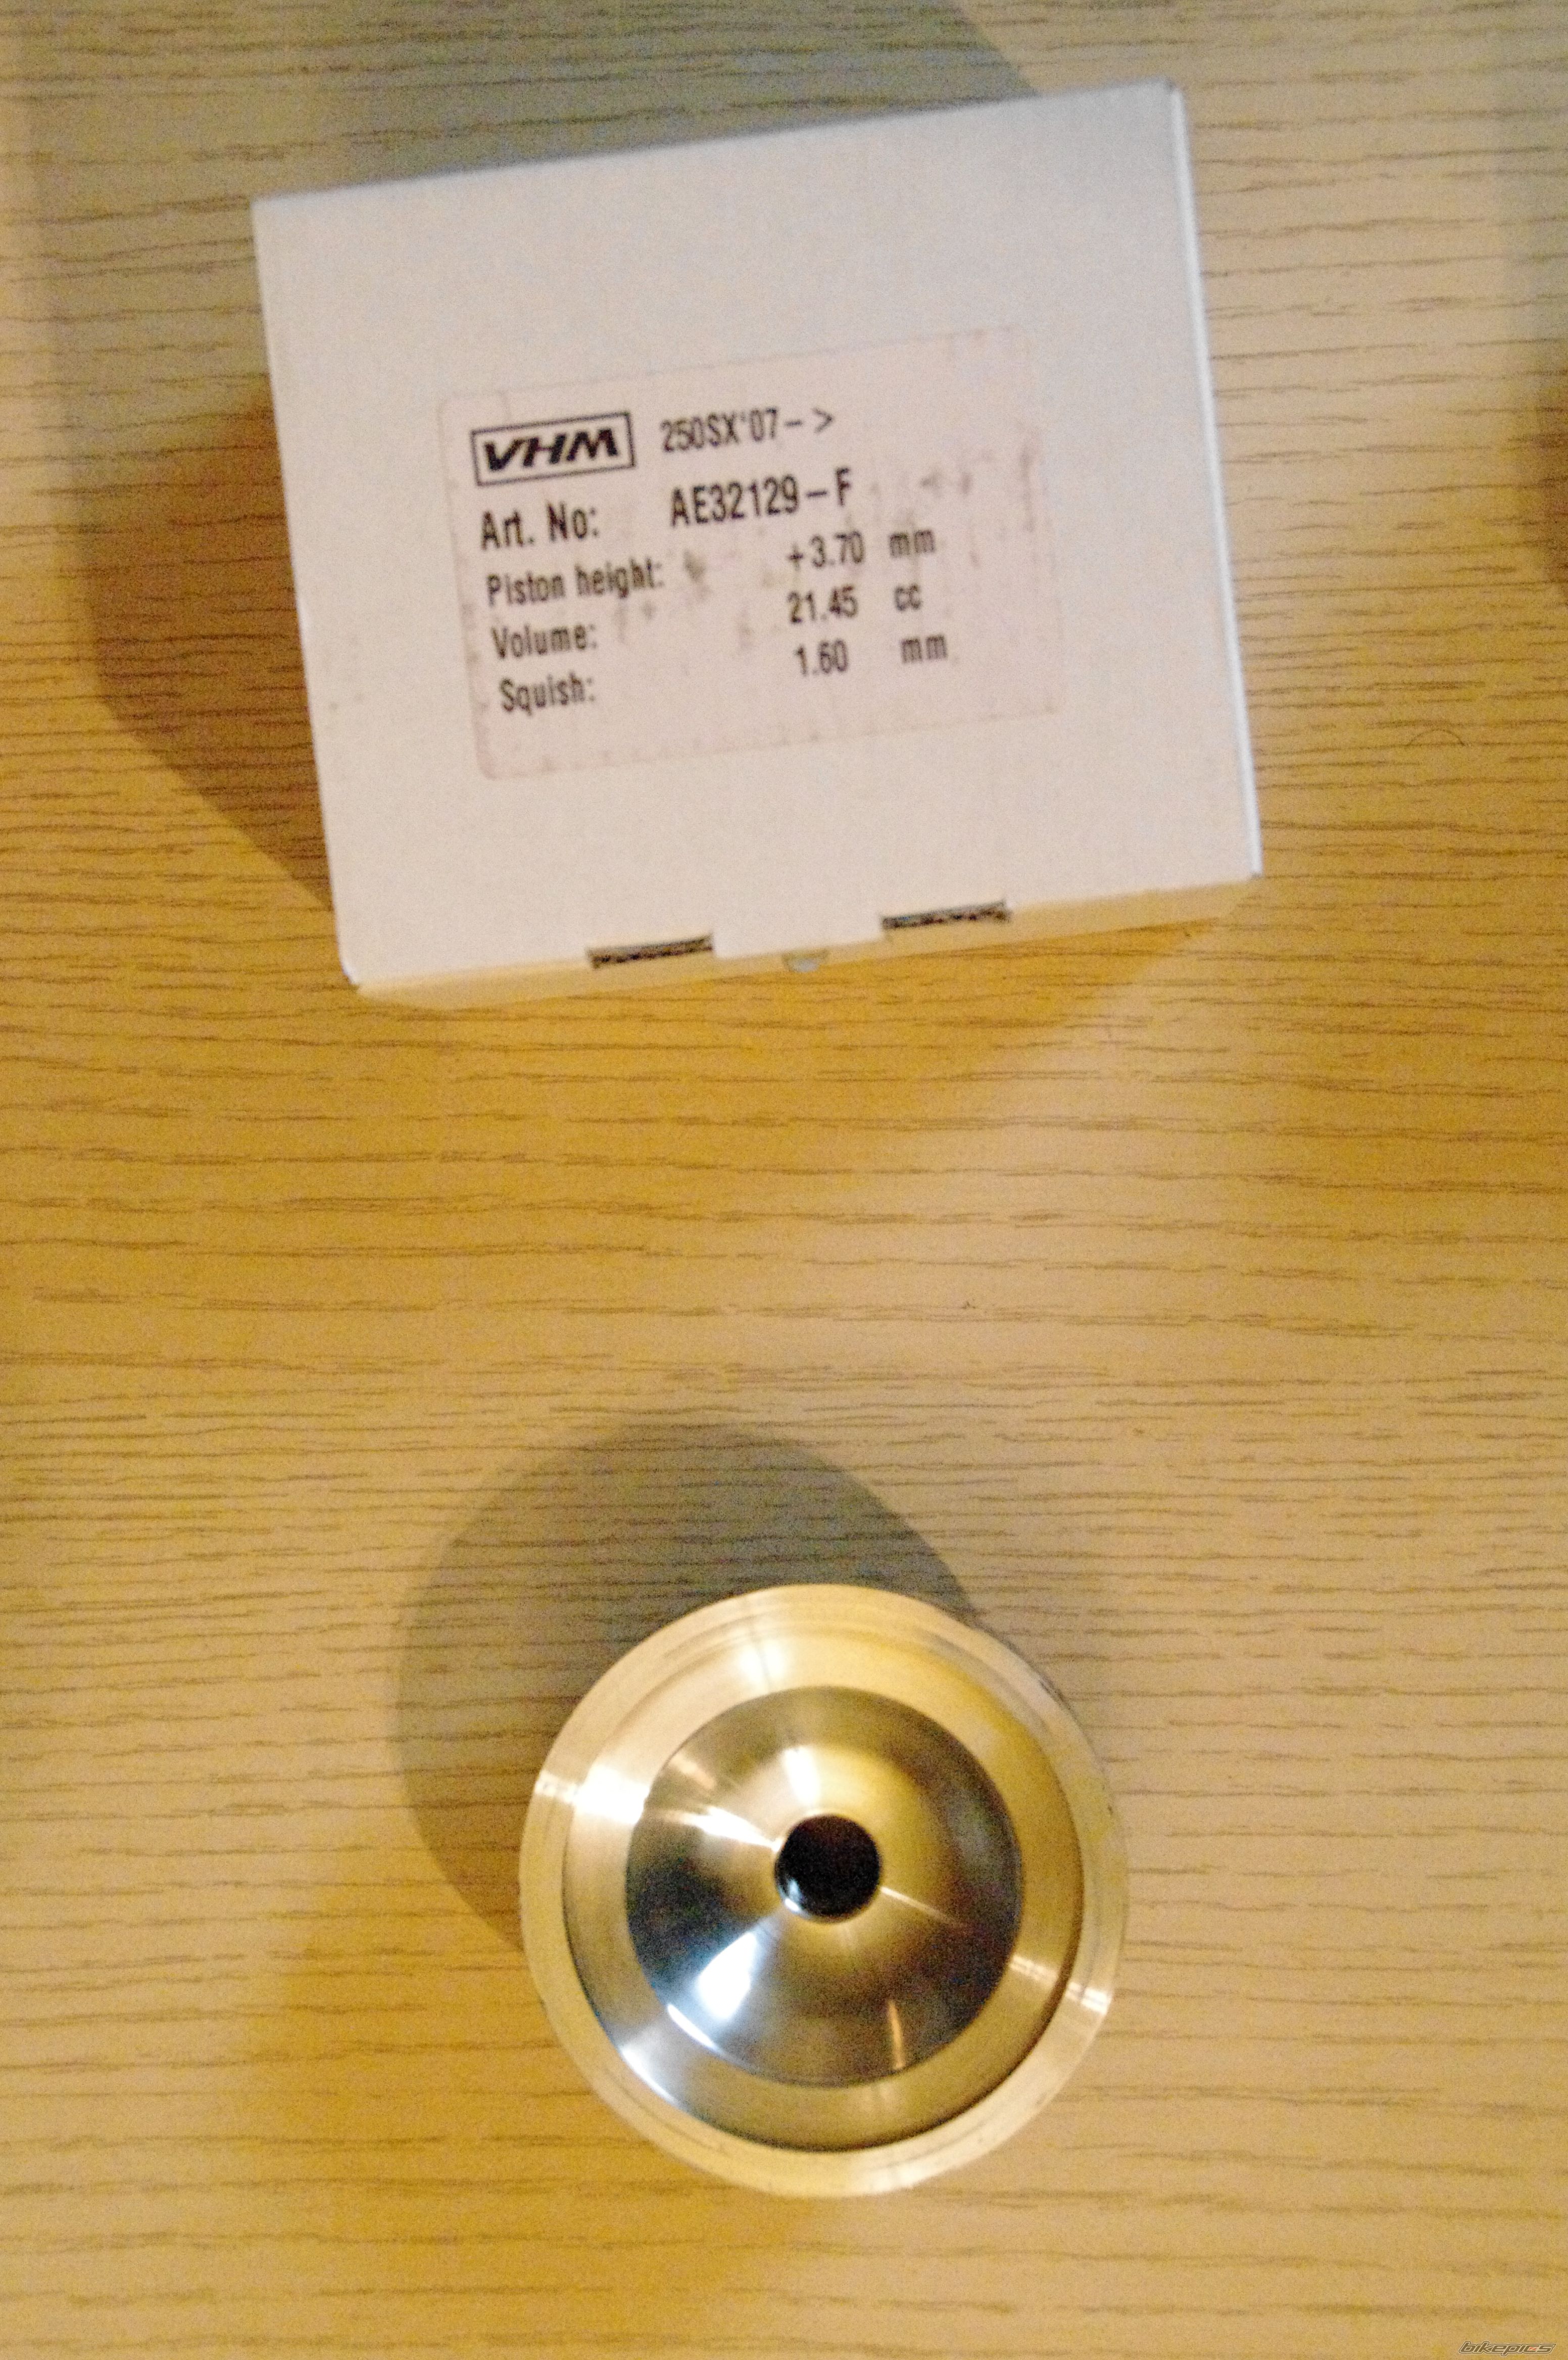 VHM 250SX'07->
Art. No: AE32129-F
Piston height: +3.70 mm
Volume: 21.45 cc
Squish: 1.60 mm
bikepics